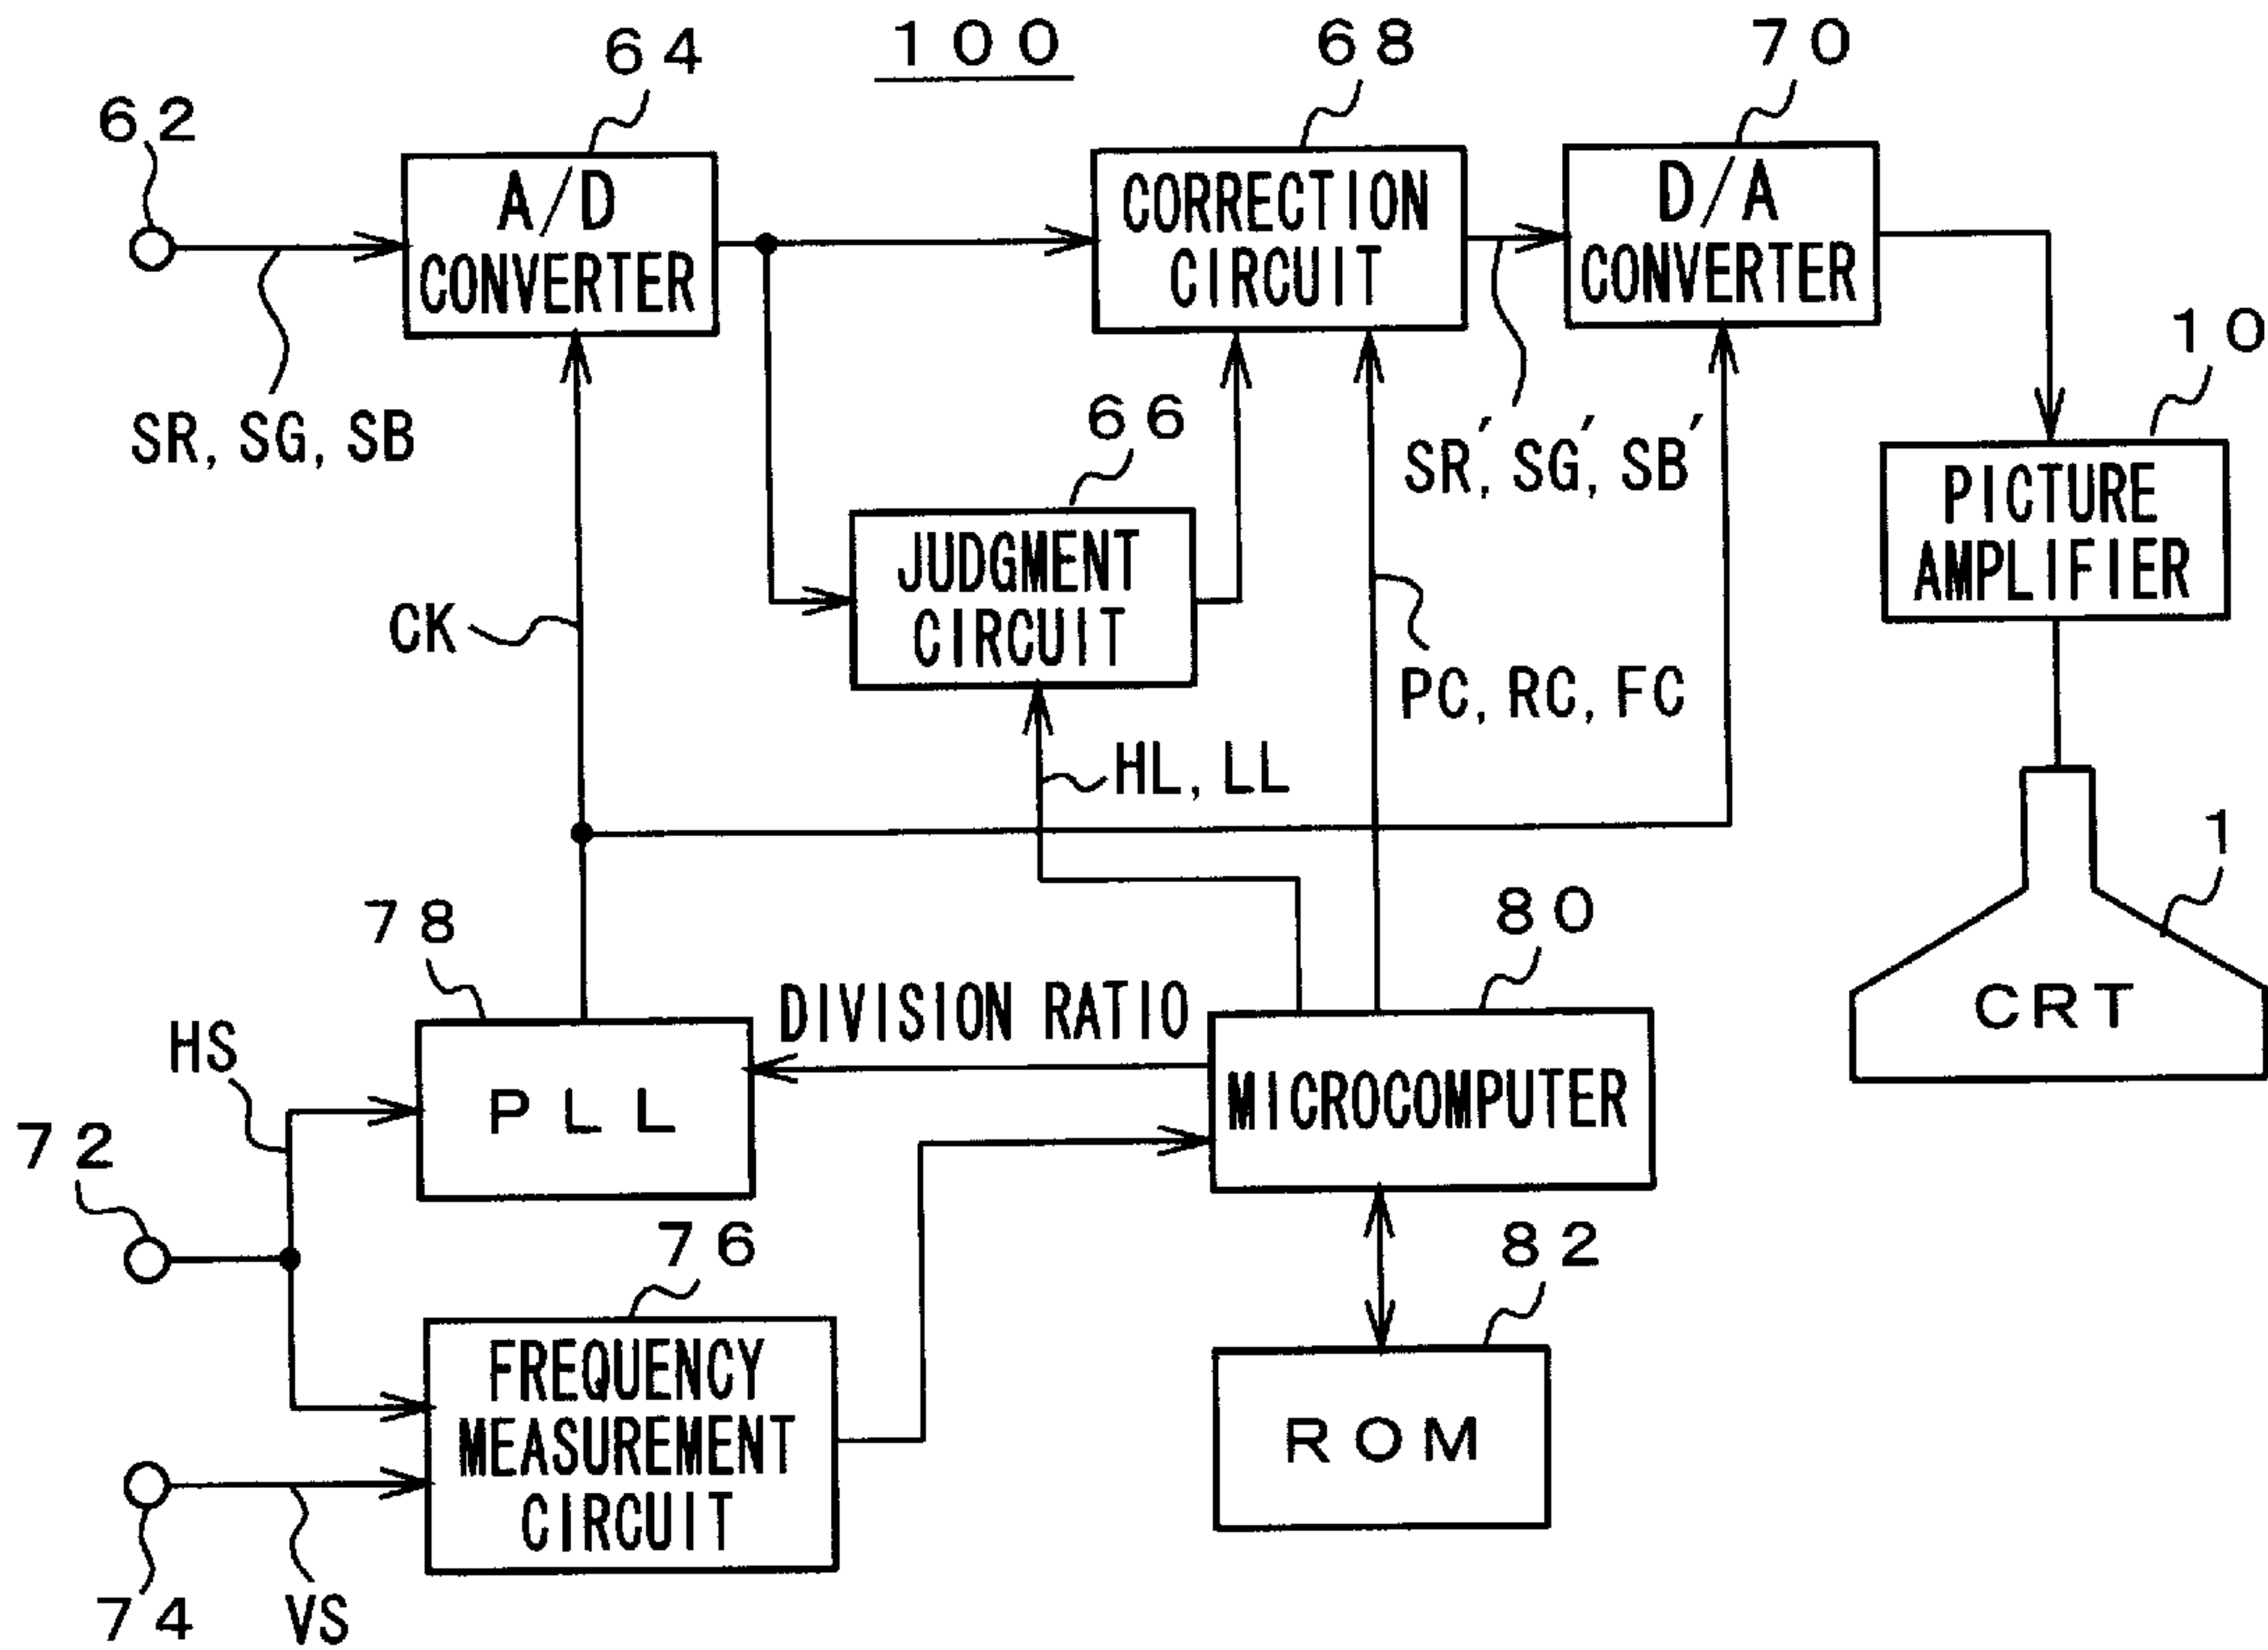 100
62
64
68
70
A/D
CONVERTER
CORRECTION
CIRCUIT
D/A
CONVERTER
SR, SG, SB
66
SR', SG', SB'
10
JUDGMENT
CIRCUIT
PICTURE
AMPLIFIER
CK
PC, RC, FC
HL, LL
1
CRT
78
80
HS
DIVISION RATIO
PLL
MICROCOMPUTER
72
76
82
FREQUENCY
MEASUREMENT
CIRCUIT
ROM
74
VS